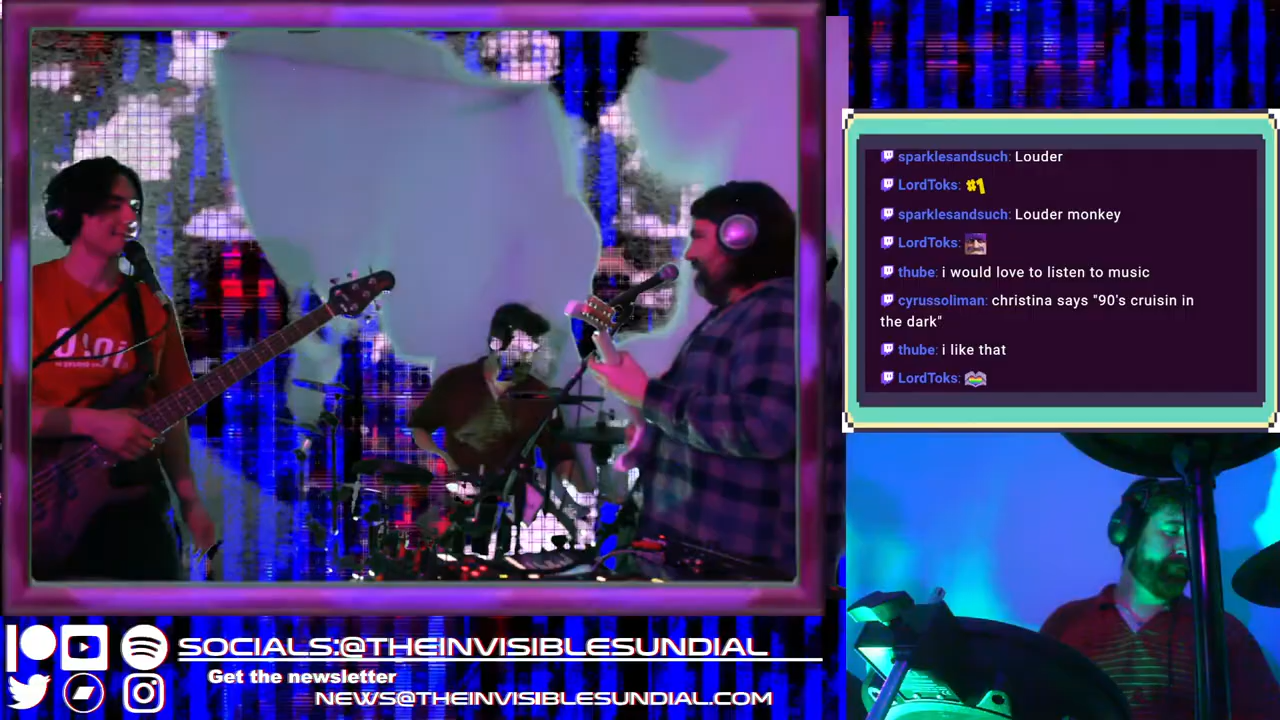 sparklesandsuch: Louder
LordToks: #1
sparklesandsuch: Louder monkey
LordToks:
thube: i would love to listen to music
cyrussoliman: christina says "90's cruisin in
the dark"
thube: i like that
LordToks:
SOCIALS:@THEINVISIBLESUNDIAL
Get the newsletter
NEWS@THEINVISIBLESUNDIAL.COM